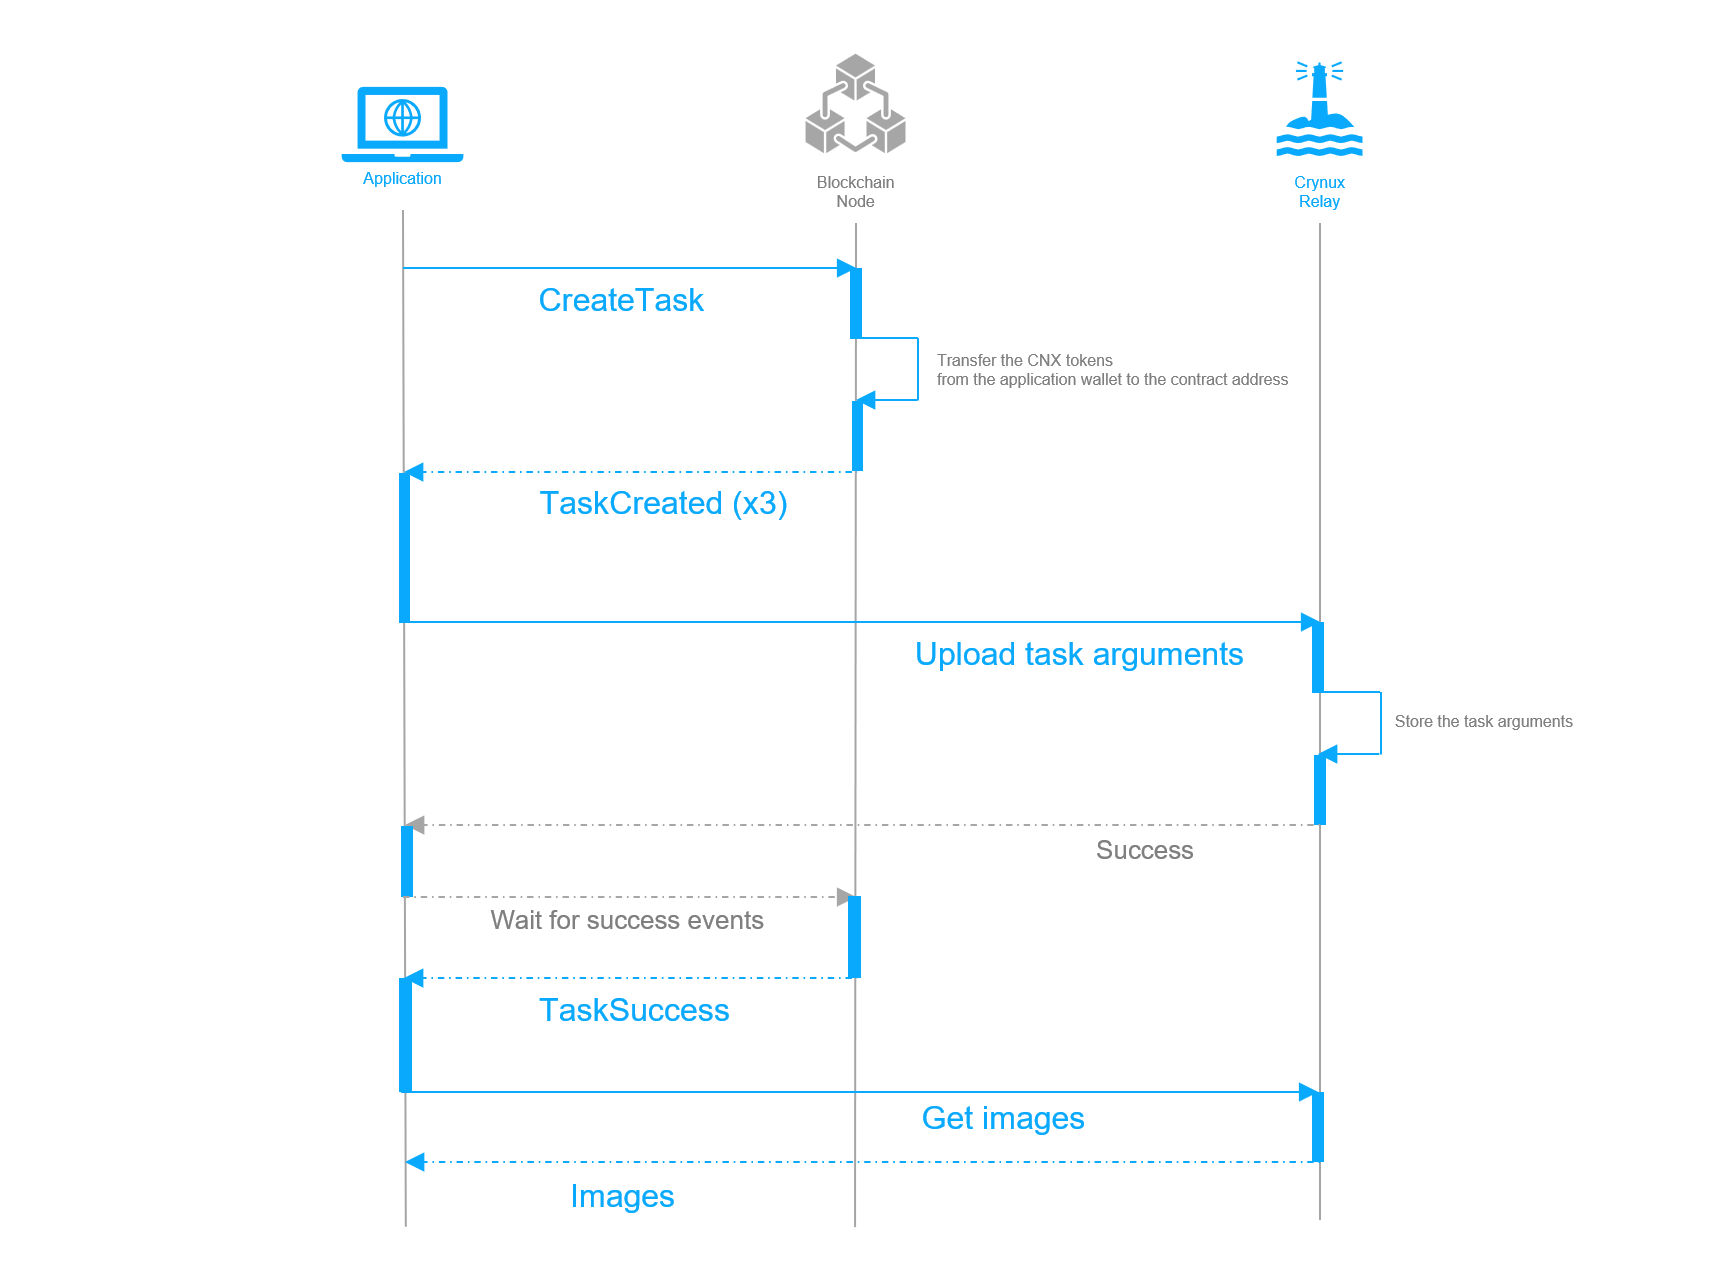 Application
Blockchain
Node
Crynux
Relay
CreateTask
Transfer the CNX tokens
from the application wallet to the contract address
TaskCreated (x3)
Upload task arguments
Store the task arguments
Success
Wait for success events
TaskSuccess
Get images
Images